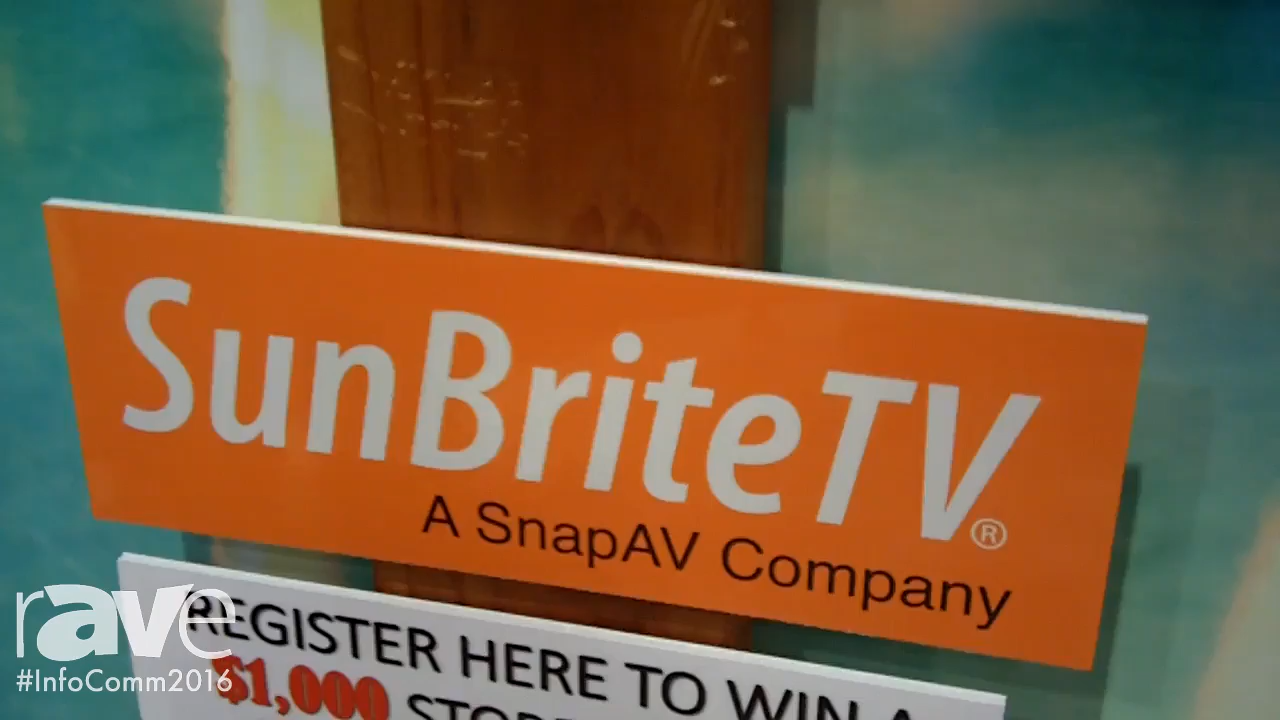 SunBriteTV®
A SnapAV Company
REGISTER HERE TO WIN A
$1,000
rAVe
#InfoComm2016